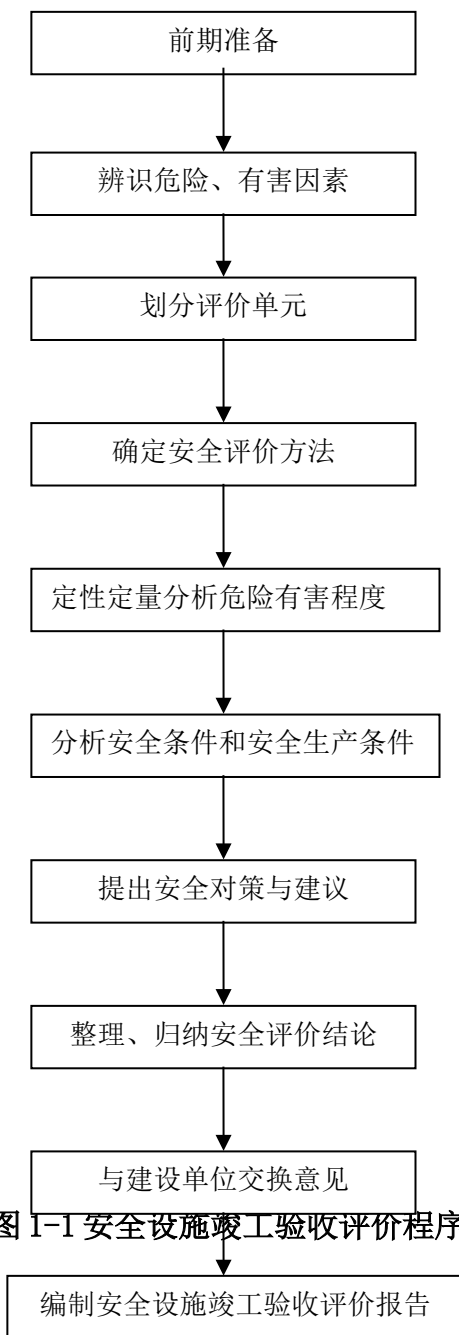 前期准备
辨识危险、有害因素
划分评价单元
确定安全评价方法
定性定量分析危险有害程度
分析安全条件和安全生产条件
提出安全对策与建议
整理、归纳安全评价结论
与建设单位交换意见
图 1-1 安全设施竣工验收评价程序
编制安全设施竣工验收评价报告